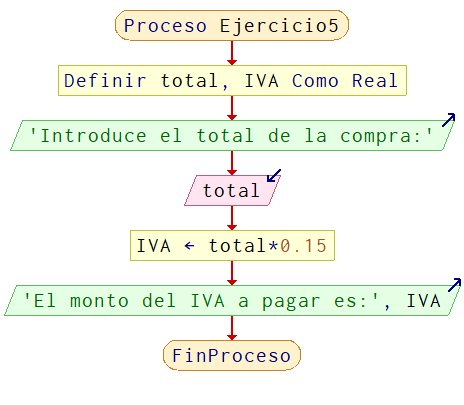 Proceso Ejercicio5
Definir total, IVA Como Real
'Introduce el total de la compra:'
total
IVA ← total*0.15
'El monto del IVA a pagar es:', IVA
FinProceso